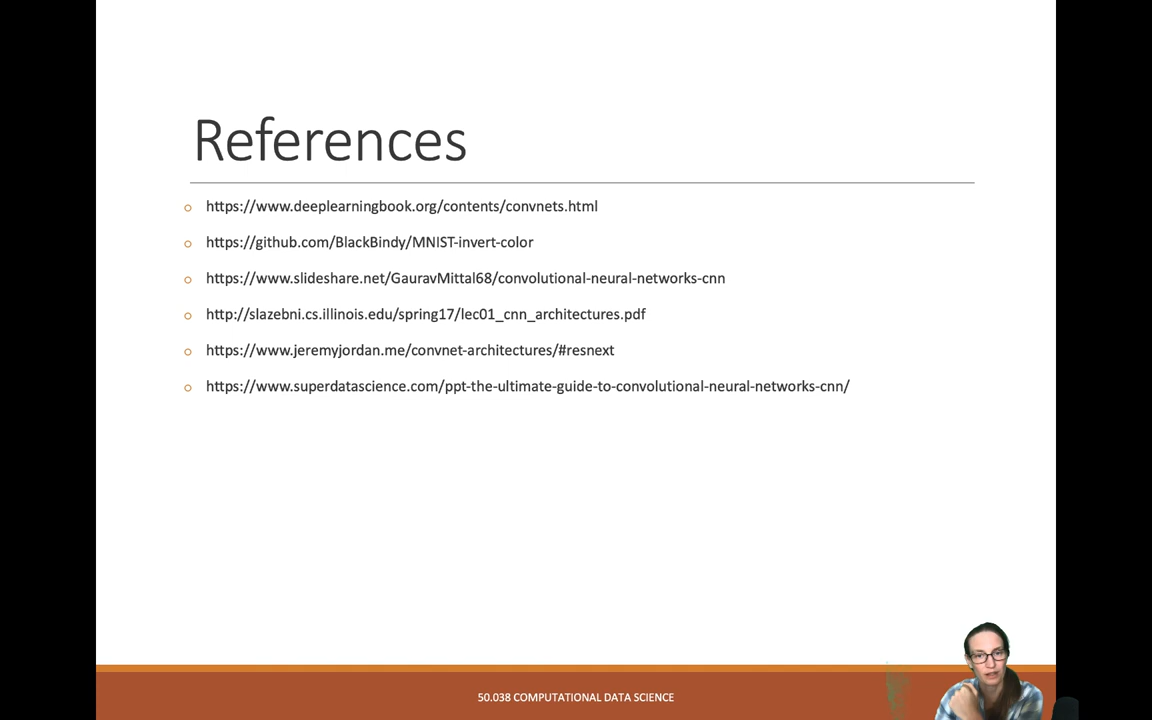 References
https://www.deeplearningbook.org/contents/convnets.html
https://github.com/BlackBindy/MNIST-invert-color
https://www.slideshare.net/GauravMittal68/convolutional-neural-networks-cnn
http://slazebni.cs.illinois.edu/spring17/lec01_cnn_architectures.pdf
https://www.jeremyjordan.me/convnet-architectures/#resnext
https://www.superdatascience.com/ppt-the-ultimate-guide-to-convolutional-neural-networks-cnn/
50.038 COMPUTATIONAL DATA SCIENCE